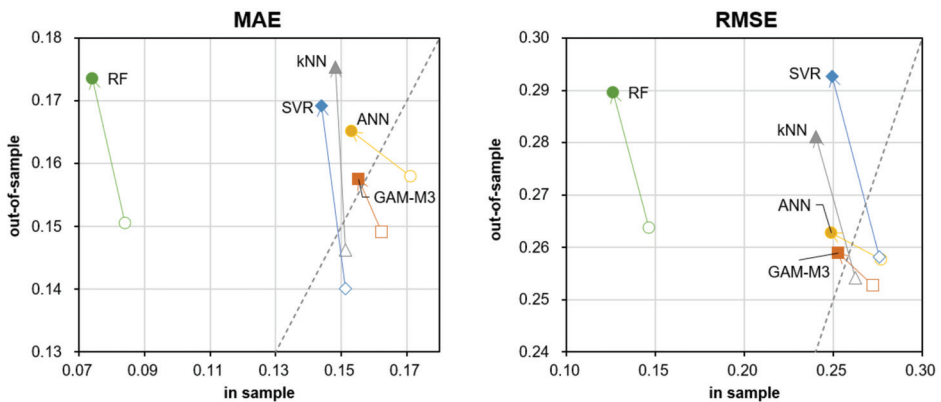 MAE
0.18
0.17
0.16
0.15
0.14
0.13
0.07
0.09
0.11
0.13
0.15
0.17
out-of-sample
in sample
RF
kNN
SVR
ANN
GAM-M3
RMSE
0.30
0.29
0.28
0.27
0.26
0.25
0.24
0.10
0.15
0.20
0.25
0.30
out-of-sample
in sample
SVR
RF
kNN
ANN
GAM-M3